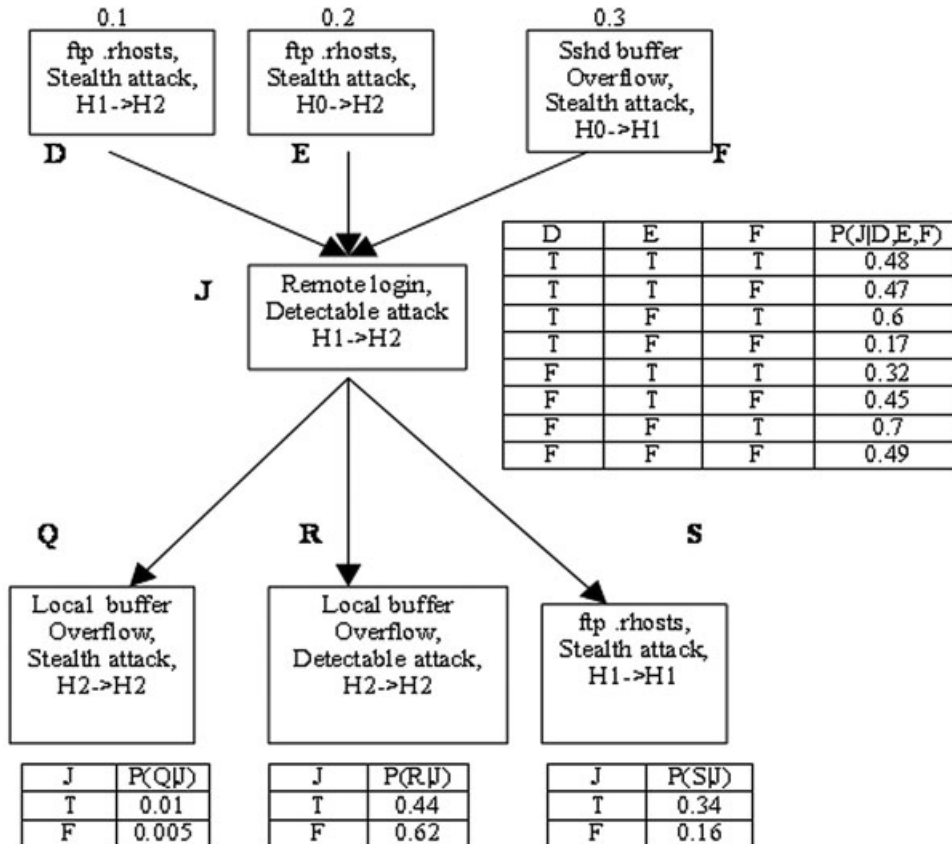 0.1
0.2
0.3
ftp .rhosts,
Stealth attack,
H1->H2
ftp .rhosts,
Stealth attack,
H0->H2
Sshd buffer
Overflow,
Stealth attack,
H0->H1
D
E
F
D E F P(J|D,E,F)
T T T 0.48
T T F 0.47
T F T 0.6
T F F 0.17
F T T 0.32
F T F 0.45
F F T 0.7
F F F 0.49
J
Remote login,
Detectable attack
H1->H2
Q
R
S
Local buffer
Overflow,
Stealth attack,
H2->H2
Local buffer
Overflow,
Detectable attack,
H2->H2
ftp .rhosts,
Stealth attack,
H1->H1
J P(Q|J)
T 0.01
F 0.005
J P(R|J)
T 0.44
F 0.62
J P(S|J)
T 0.34
F 0.16